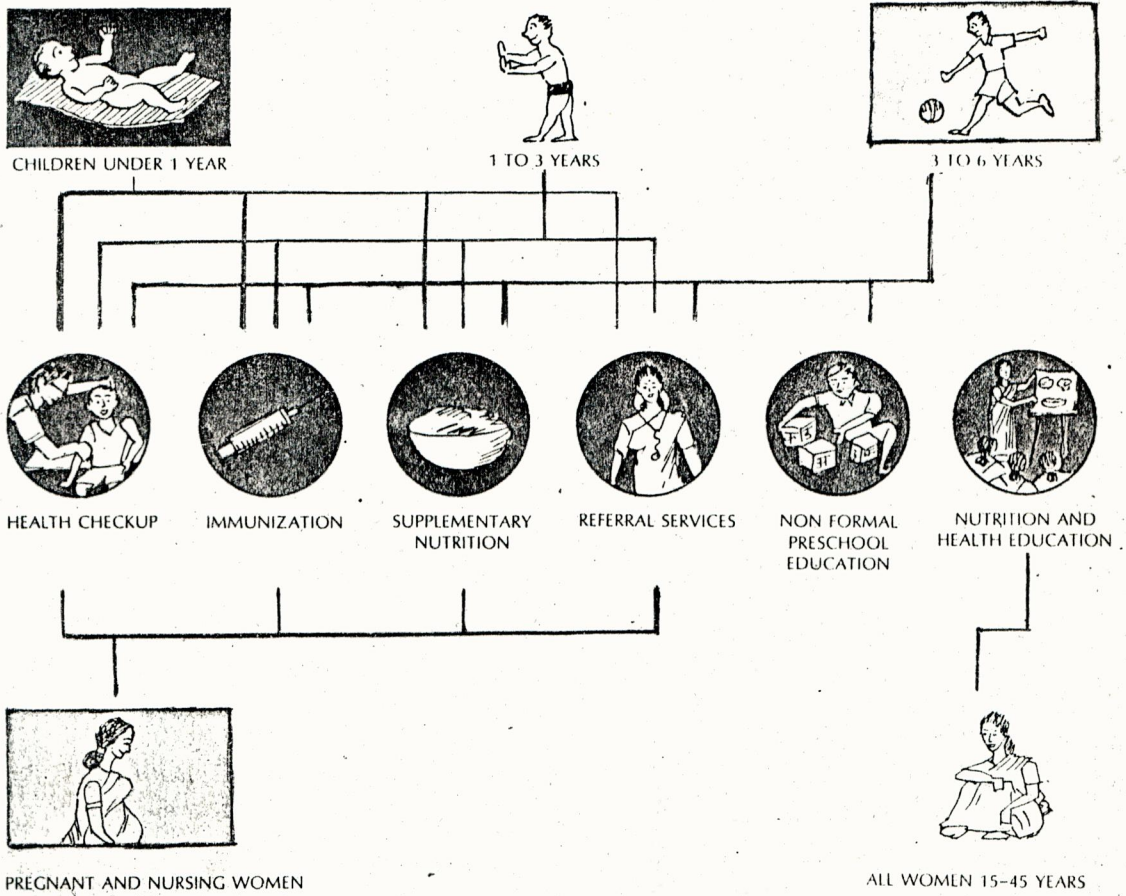 CHILDREN UNDER 1 YEAR
1 TO 3 YEARS
3 TO 6 YEARS
HEALTH CHECKUP
IMMUNIZATION
SUPPLEMENTARY
NUTRITION
REFERRAL SERVICES
NON FORMAL
PRESCHOOL
EDUCATION
NUTRITION AND
HEALTH EDUCATION
PREGNANT AND NURSING WOMEN
ALL WOMEN 15-45 YEARS